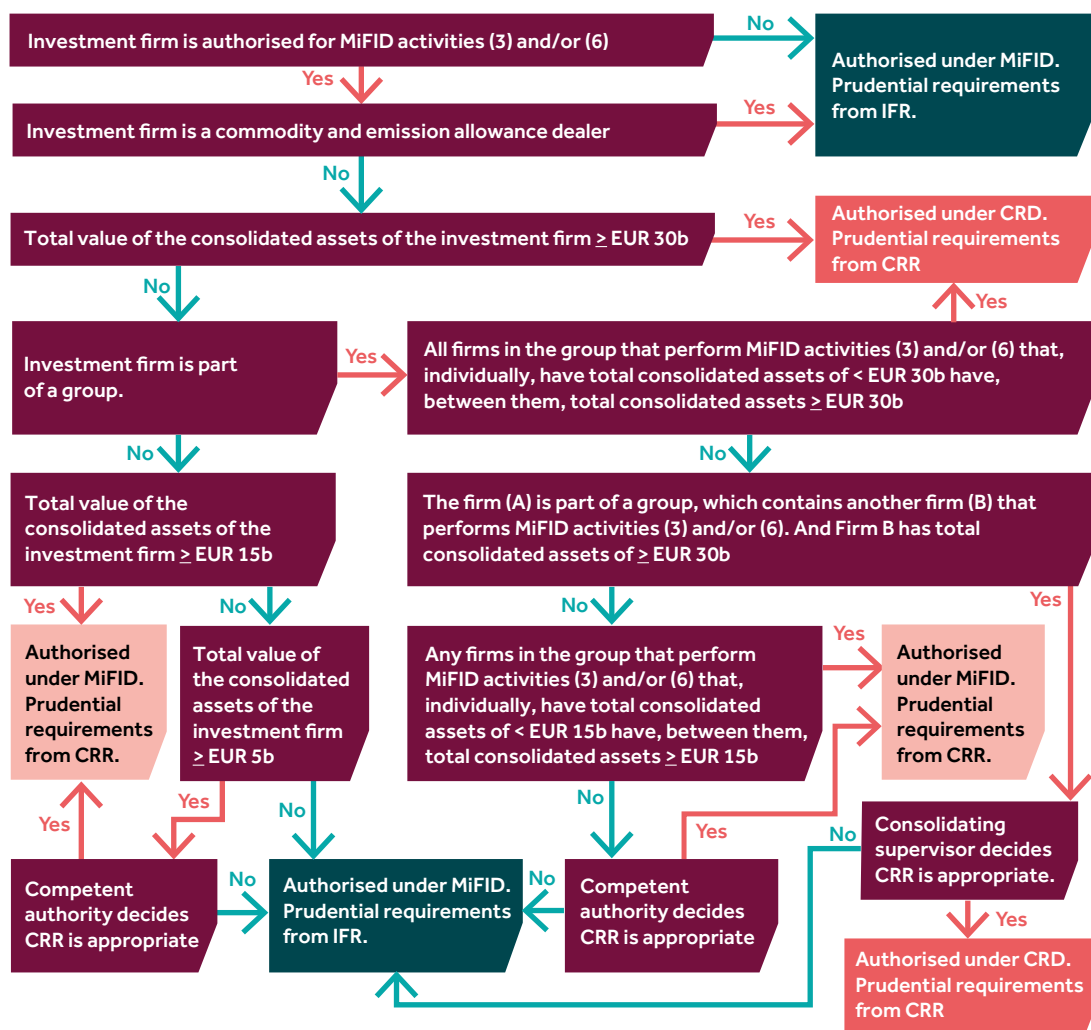 Investment firm is authorised for MiFID activities (3) and/or (6)
No
Authorised under MiFID.
Prudential requirements
from IFR.
Yes
Investment firm is a commodity and emission allowance dealer
Yes
No
Total value of the consolidated assets of the investment firm ≥ EUR 30b
Yes
Authorised under CRD.
Prudential requirements
from CRR
No
Yes
Investment firm is part
of a group.
Yes
All firms in the group that perform MiFID activities (3) and/or (6) that,
individually, have total consolidated assets of < EUR 30b have,
between them, total consolidated assets ≥ EUR 30b
No
No
Total value of the
consolidated assets of the
investment firm ≥ EUR 15b
The firm (A) is part of a group, which contains another firm (B) that
performs MiFID activities (3) and/or (6). And Firm B has total
consolidated assets of ≥ EUR 30b
Yes
No
No
Yes
Authorised
under MiFID.
Prudential
requirements
from CRR.
Total value of
the consolidated
assets of the
investment firm
≥ EUR 5b
Any firms in the group that perform
MiFID activities (3) and/or (6) that,
individually, have total consolidated
assets of < EUR 15b have, between them,
total consolidated assets ≥ EUR 15b
Yes
Authorised
under MiFID.
Prudential
requirements
from CRR.
Yes
Yes
No
No
Yes
No
Competent
authority decides
CRR is appropriate
No
Authorised under MiFID.
Prudential requirements
from IFR.
No
Competent
authority decides
CRR is appropriate
Consolidating
supervisor decides
CRR is appropriate.
Yes
Authorised under CRD.
Prudential requirements
from CRR